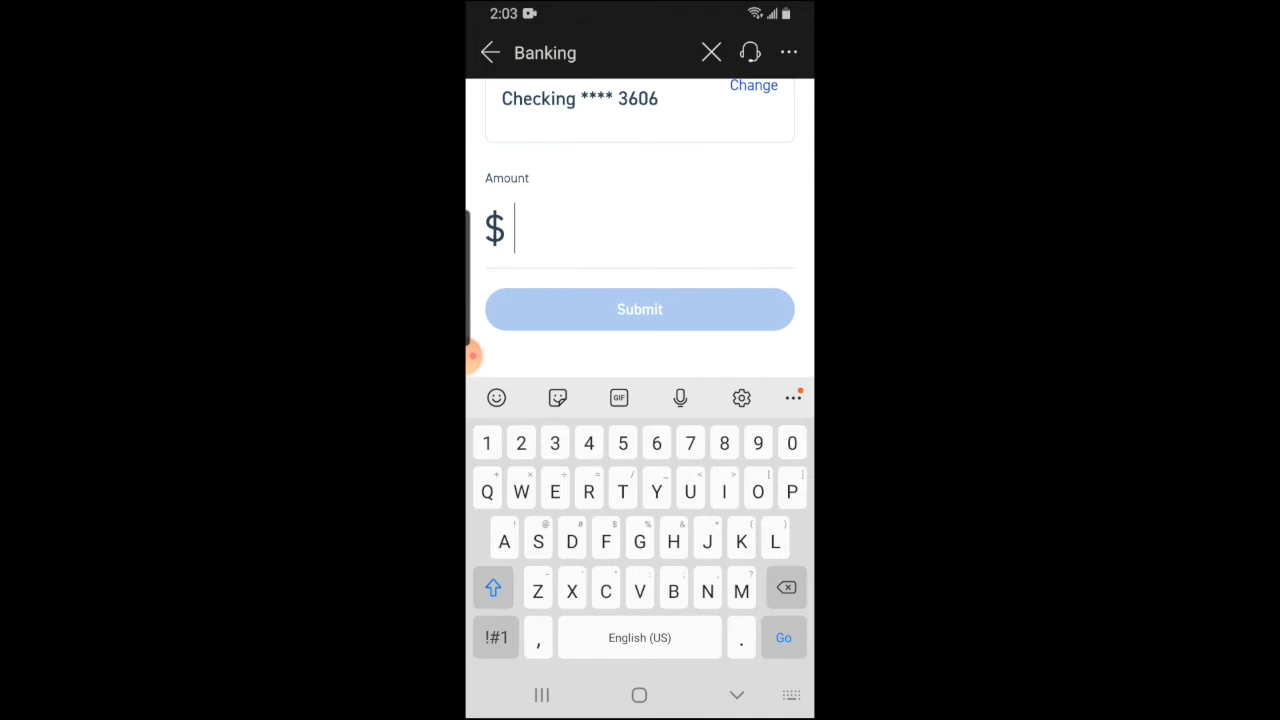 2:03
Banking
Change
Checking **** 3606
Amount
$
Submit
GIF
1 2 3 4 5 6 7 8 9 0
+ × ÷ = / _ < > [ ]
Q W E R T Y U I O P
! @ # $ % & * ( )
A S D F G H J K L
- ' " : ; , ?
Z X C V B N M
!#1 , English (US) . Go